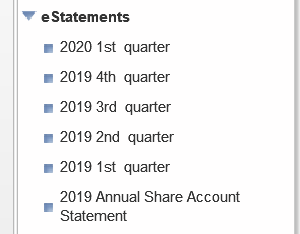 eStatements
2020 1st quarter
2019 4th quarter
2019 3rd quarter
2019 2nd quarter
2019 1st quarter
2019 Annual Share Account
Statement